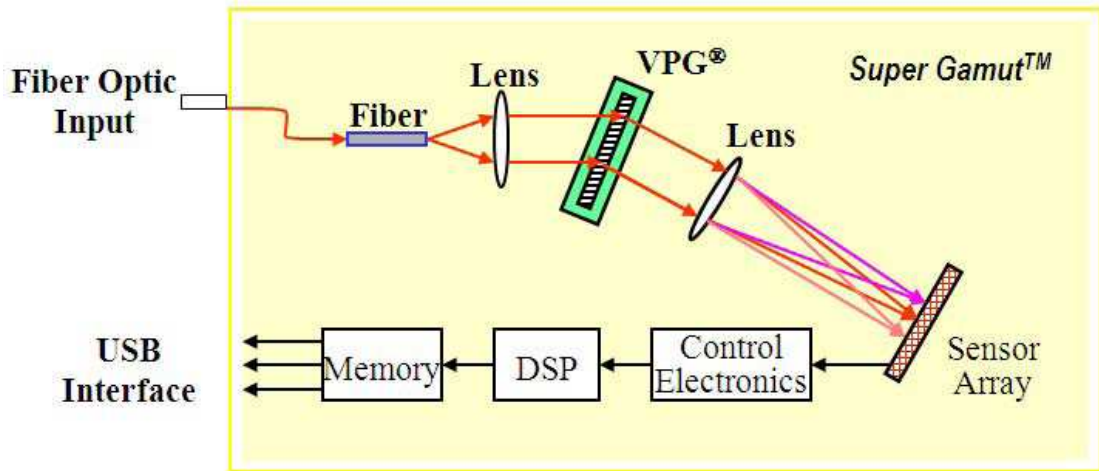 Fiber Optic
Input
Fiber
Lens
VPG®
Super Gamut™
Lens
USB
Interface
Memory
DSP
Control
Electronics
Sensor
Array